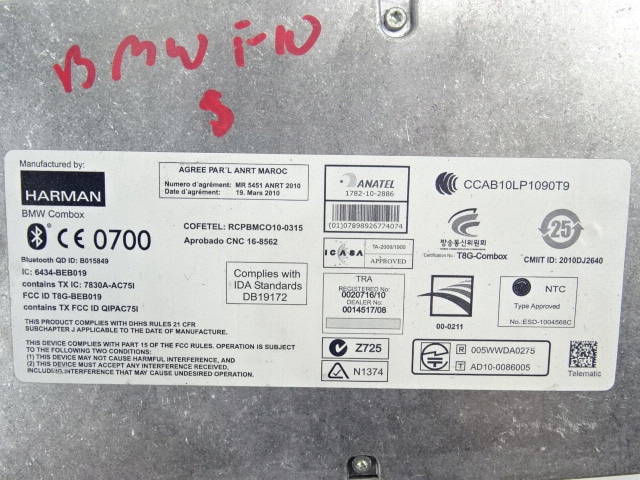 BMW F-10
5
Manufactured by:
HARMAN
BMW Combox
CE 0700
Bluetooth QD ID: B015849
IC: 6434-BEB019
contains TX IC: 7830A-AC75I
FCC ID T8G-BEB019
contains TX FCC ID QIPAC75I
THIS PRODUCT COMPLIES WITH DHHS RULES 21 CFR
SUBCHAPTER J APPLICABLE AT THE DATE OF MANUFACTURE.
THIS DEVICE COMPLIES WITH PART 15 OF THE FCC RULES. OPERATION IS SUBJECT
TO THE FOLLOWING TWO CONDITIONS:
(1) THIS DEVICE MAY NOT CAUSE HARMFUL INTERFERENCE, AND
(2) THIS DEVICE MUST ACCEPT ANY INTERFERENCE RECEIVED,
INCLUDING INTERFERENCE THAT MAY CAUSE UNDESIRED OPERATION.
AGREE PAR´L ANRT MAROC
Numero d´agrément: MR 5451 ANRT 2010
Date d´agrément: 19. Mars 2010
COFETEL: RCPBMCO10-0315
Aprobado CNC 16-8562
Complies with
IDA Standards
DB19172
ANATEL
1782-10-2886
(01)07898926774074
ICASA
TA-2009/1900
APPROVED
TRA
REGISTERED No:
0020716/10
DEALER No:
0014517/08
Z725
N1374
CCAB10LP1090T9
방송통신위원회
Certification No.: T8G-Combox
25
CMIIT ID: 2010DJ2640
00-0211
NTC
Type Approved
No.:ESD-1004568C
R 005WWDA0275
T AD10-0086005
Telematic